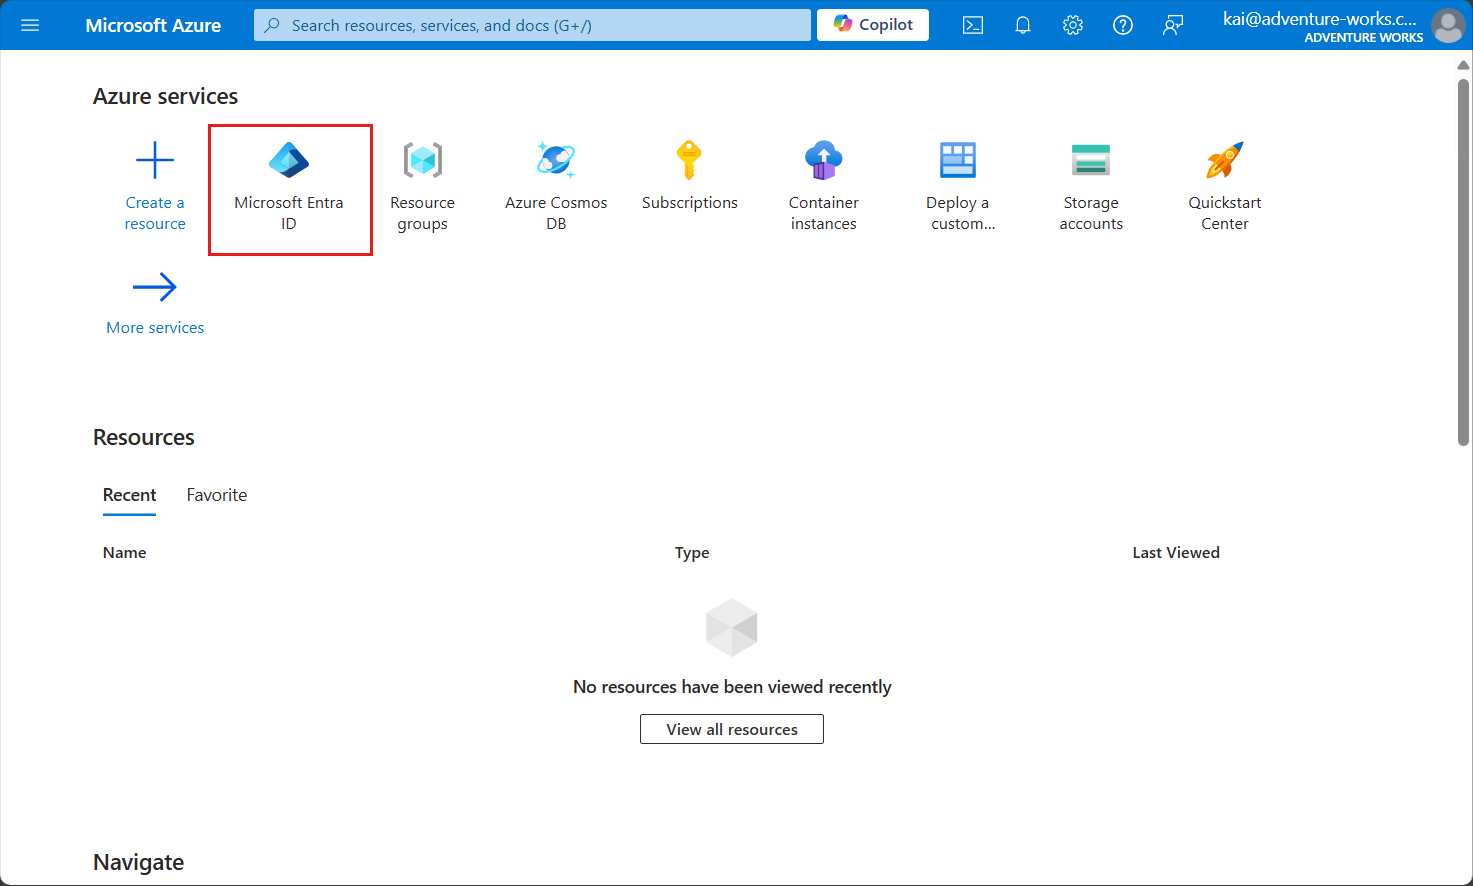 Microsoft Azure
Search resources, services, and docs (G+/)
Copilot
kai@adventure-works.c...
ADVENTURE WORKS
Azure services
Create a
resource
Microsoft Entra
ID
Resource
groups
Azure Cosmos
DB
Subscriptions
Container
instances
Deploy a
custom...
Storage
accounts
Quickstart
Center
More services
Resources
Recent
Favorite
Name
Type
Last Viewed
No resources have been viewed recently
View all resources
Navigate